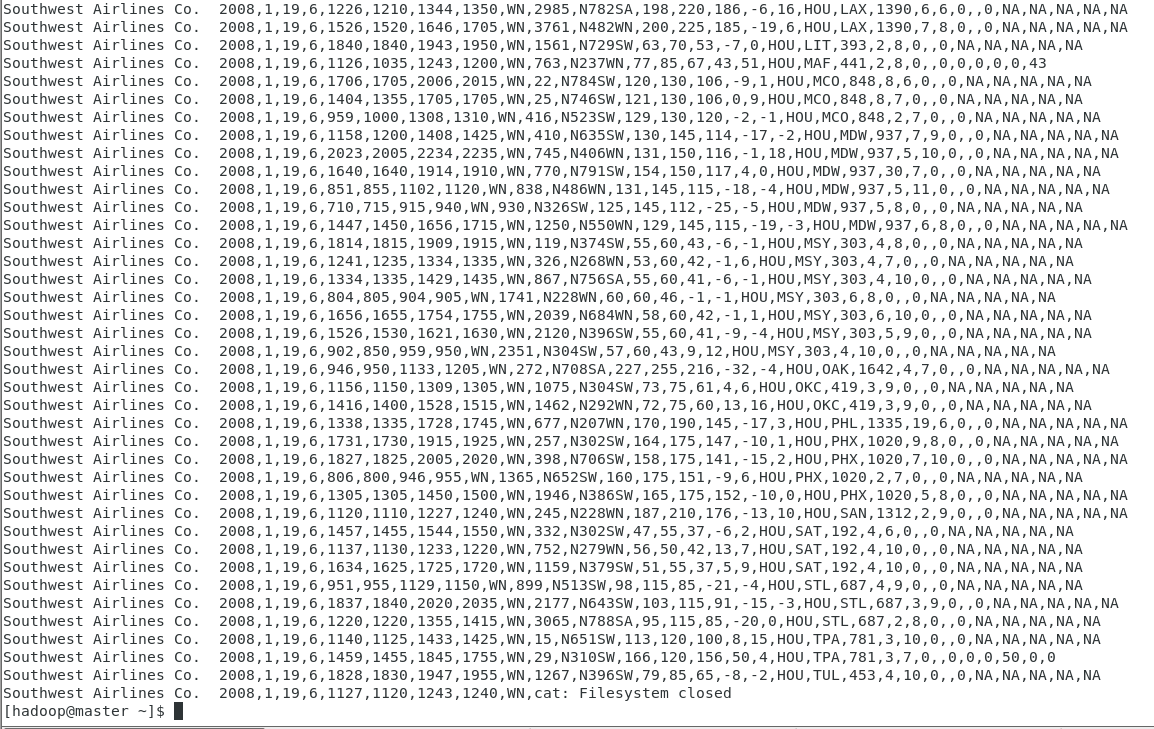 Southwest Airlines Co.  2008,1,19,6,1226,1210,1344,1350,WN,2985,N782SA,198,220,186,-6,16,HOU,LAX,1390,6,6,0,,0,NA,NA,NA,NA,NA
Southwest Airlines Co.  2008,1,19,6,1526,1520,1646,1705,WN,3761,N482WN,200,225,185,-19,6,HOU,LAX,1390,7,8,0,,0,NA,NA,NA,NA,NA
Southwest Airlines Co.  2008,1,19,6,1840,1840,1943,1950,WN,1561,N729SW,63,70,53,-7,0,HOU,LIT,393,2,8,0,,0,NA,NA,NA,NA,NA
Southwest Airlines Co.  2008,1,19,6,1126,1035,1243,1200,WN,763,N237WN,77,85,67,43,51,HOU,MAF,441,2,8,0,,0,0,0,0,0,43
Southwest Airlines Co.  2008,1,19,6,1706,1705,2006,2015,WN,22,N784SW,120,130,106,-9,1,HOU,MCO,848,8,6,0,,0,NA,NA,NA,NA,NA
Southwest Airlines Co.  2008,1,19,6,1404,1355,1705,1705,WN,25,N746SW,121,130,106,0,9,HOU,MCO,848,8,7,0,,0,NA,NA,NA,NA,NA
Southwest Airlines Co.  2008,1,19,6,959,1000,1308,1310,WN,416,N523SW,129,130,120,-2,-1,HOU,MCO,848,2,7,0,,0,NA,NA,NA,NA,NA
Southwest Airlines Co.  2008,1,19,6,1158,1200,1408,1425,WN,410,N635SW,130,145,114,-17,-2,HOU,MDW,937,7,9,0,,0,NA,NA,NA,NA,NA
Southwest Airlines Co.  2008,1,19,6,2023,2005,2234,2235,WN,745,N406WN,131,150,116,-1,18,HOU,MDW,937,5,10,0,,0,NA,NA,NA,NA,NA
Southwest Airlines Co.  2008,1,19,6,1640,1640,1914,1910,WN,770,N791SW,154,150,117,4,0,HOU,MDW,937,30,7,0,,0,NA,NA,NA,NA,NA
Southwest Airlines Co.  2008,1,19,6,851,855,1102,1120,WN,838,N486WN,131,145,115,-18,-4,HOU,MDW,937,5,11,0,,0,NA,NA,NA,NA,NA
Southwest Airlines Co.  2008,1,19,6,710,715,915,940,WN,930,N326SW,125,145,112,-25,-5,HOU,MDW,937,5,8,0,,0,NA,NA,NA,NA,NA
Southwest Airlines Co.  2008,1,19,6,1447,1450,1656,1715,WN,1250,N550WN,129,145,115,-19,-3,HOU,MDW,937,6,8,0,,0,NA,NA,NA,NA,NA
Southwest Airlines Co.  2008,1,19,6,1814,1815,1909,1915,WN,119,N374SW,55,60,43,-6,-1,HOU,MSY,303,4,8,0,,0,NA,NA,NA,NA,NA
Southwest Airlines Co.  2008,1,19,6,1241,1235,1334,1335,WN,326,N268WN,53,60,42,-1,6,HOU,MSY,303,4,7,0,,0,NA,NA,NA,NA,NA
Southwest Airlines Co.  2008,1,19,6,1334,1335,1429,1435,WN,867,N756SA,55,60,41,-6,-1,HOU,MSY,303,4,10,0,,0,NA,NA,NA,NA,NA
Southwest Airlines Co.  2008,1,19,6,804,805,904,905,WN,1741,N228WN,60,60,46,-1,-1,HOU,MSY,303,6,8,0,,0,NA,NA,NA,NA,NA
Southwest Airlines Co.  2008,1,19,6,1656,1655,1754,1755,WN,2039,N684WN,58,60,42,-1,1,HOU,MSY,303,6,10,0,,0,NA,NA,NA,NA,NA
Southwest Airlines Co.  2008,1,19,6,1526,1530,1621,1630,WN,2120,N396SW,55,60,41,-9,-4,HOU,MSY,303,5,9,0,,0,NA,NA,NA,NA,NA
Southwest Airlines Co.  2008,1,19,6,902,850,959,950,WN,2351,N304SW,57,60,43,9,12,HOU,MSY,303,4,10,0,,0,NA,NA,NA,NA,NA
Southwest Airlines Co.  2008,1,19,6,946,950,1133,1205,WN,272,N708SA,227,255,216,-32,-4,HOU,OAK,1642,4,7,0,,0,NA,NA,NA,NA,NA
Southwest Airlines Co.  2008,1,19,6,1156,1150,1309,1305,WN,1075,N304SW,73,75,61,4,6,HOU,OKC,419,3,9,0,,0,NA,NA,NA,NA,NA
Southwest Airlines Co.  2008,1,19,6,1416,1400,1528,1515,WN,1462,N292WN,72,75,60,13,16,HOU,OKC,419,3,9,0,,0,NA,NA,NA,NA,NA
Southwest Airlines Co.  2008,1,19,6,1338,1335,1728,1745,WN,677,N207WN,170,190,145,-17,3,HOU,PHL,1335,19,6,0,,0,NA,NA,NA,NA,NA
Southwest Airlines Co.  2008,1,19,6,1731,1730,1915,1925,WN,257,N302SW,164,175,147,-10,1,HOU,PHX,1020,9,8,0,,0,NA,NA,NA,NA,NA
Southwest Airlines Co.  2008,1,19,6,1827,1825,2005,2020,WN,398,N706SW,158,175,141,-15,2,HOU,PHX,1020,7,10,0,,0,NA,NA,NA,NA,NA
Southwest Airlines Co.  2008,1,19,6,806,800,946,955,WN,1365,N652SW,160,175,151,-9,6,HOU,PHX,1020,2,7,0,,0,NA,NA,NA,NA,NA
Southwest Airlines Co.  2008,1,19,6,1305,1305,1450,1500,WN,1946,N386SW,165,175,152,-10,0,HOU,PHX,1020,5,8,0,,0,NA,NA,NA,NA,NA
Southwest Airlines Co.  2008,1,19,6,1120,1110,1227,1240,WN,245,N228WN,187,210,176,-13,10,HOU,SAN,1312,2,9,0,,0,NA,NA,NA,NA,NA
Southwest Airlines Co.  2008,1,19,6,1457,1455,1544,1550,WN,332,N302SW,47,55,37,-6,2,HOU,SAT,192,4,6,0,,0,NA,NA,NA,NA,NA
Southwest Airlines Co.  2008,1,19,6,1137,1130,1233,1220,WN,752,N279WN,56,50,42,13,7,HOU,SAT,192,4,10,0,,0,NA,NA,NA,NA,NA
Southwest Airlines Co.  2008,1,19,6,1634,1625,1725,1720,WN,1159,N379SW,51,55,37,5,9,HOU,SAT,192,4,10,0,,0,NA,NA,NA,NA,NA
Southwest Airlines Co.  2008,1,19,6,951,955,1129,1150,WN,899,N513SW,98,115,85,-21,-4,HOU,STL,687,4,9,0,,0,NA,NA,NA,NA,NA
Southwest Airlines Co.  2008,1,19,6,1837,1840,2020,2035,WN,2177,N643SW,103,115,91,-15,-3,HOU,STL,687,3,9,0,,0,NA,NA,NA,NA,NA
Southwest Airlines Co.  2008,1,19,6,1220,1220,1355,1415,WN,3065,N788SA,95,115,85,-20,0,HOU,STL,687,2,8,0,,0,NA,NA,NA,NA,NA
Southwest Airlines Co.  2008,1,19,6,1140,1125,1433,1425,WN,15,N651SW,113,120,100,8,15,HOU,TPA,781,3,10,0,,0,NA,NA,NA,NA,NA
Southwest Airlines Co.  2008,1,19,6,1459,1455,1845,1755,WN,29,N310SW,166,120,156,50,4,HOU,TPA,781,3,7,0,,0,0,0,50,0,0
Southwest Airlines Co.  2008,1,19,6,1828,1830,1947,1955,WN,1267,N396SW,79,85,65,-8,-2,HOU,TUL,453,4,10,0,,0,NA,NA,NA,NA,NA
Southwest Airlines Co.  2008,1,19,6,1127,1120,1243,1240,WN,cat: Filesystem closed
[hadoop@master ~]$